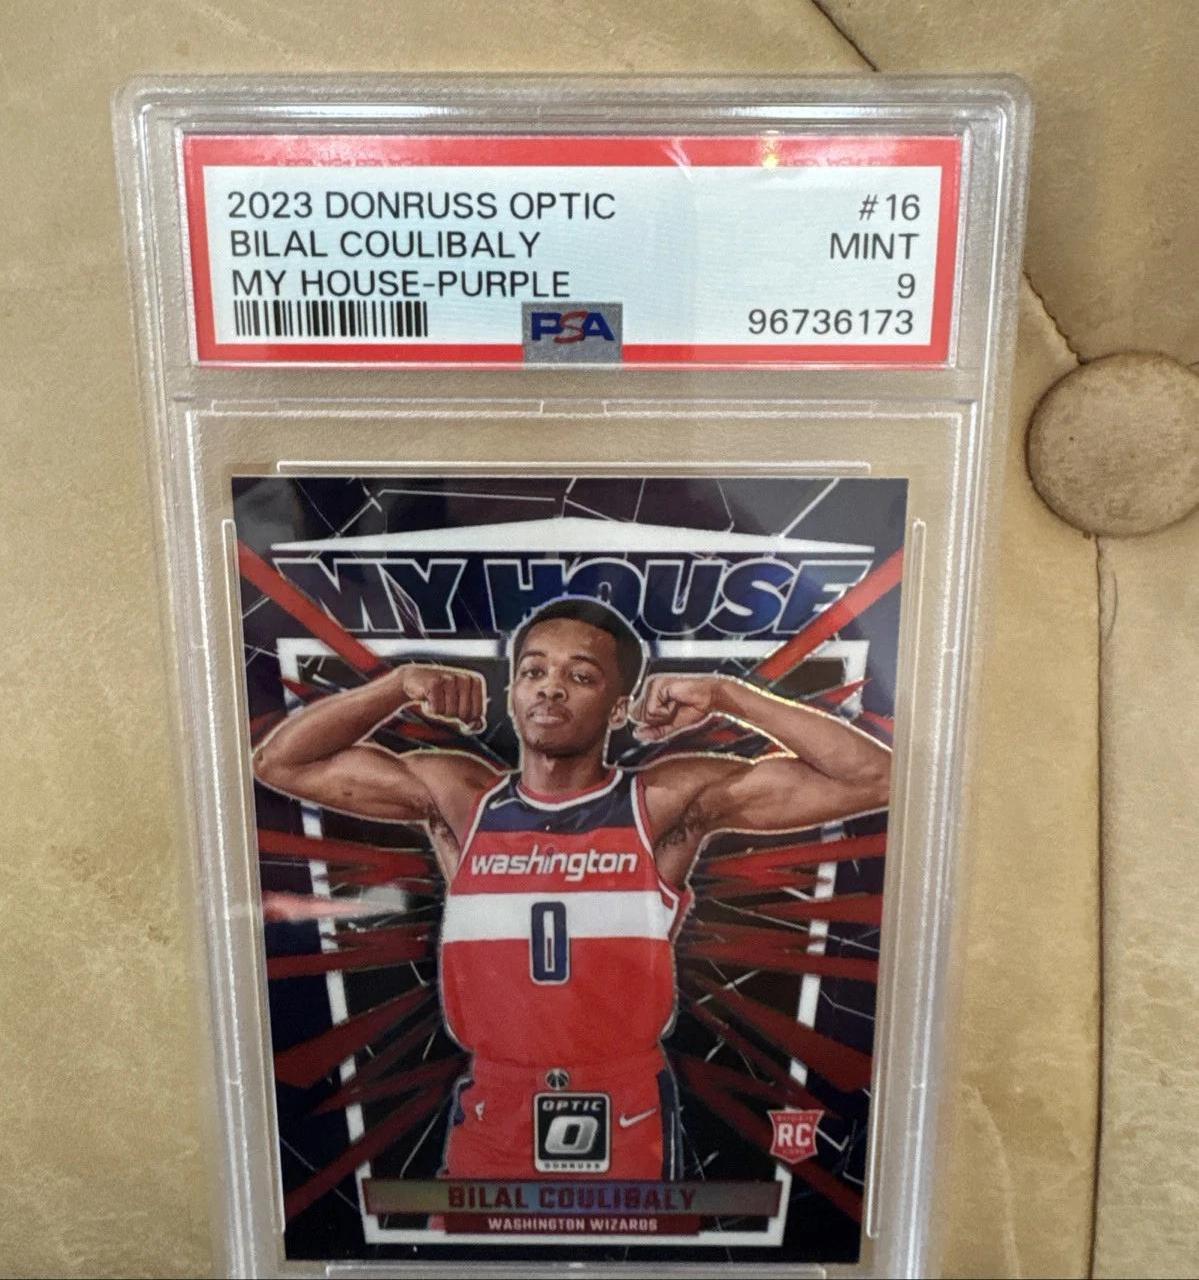 2023 DONRUSS OPTIC #16
BILAL COULIBALY MINT
MY HOUSE-PURPLE 9
PSA 96736173
MY HOUSE
washington
0
OPTIC
DONRUSS
RC
BILAL COULIBALY
WASHINGTON WIZARDS